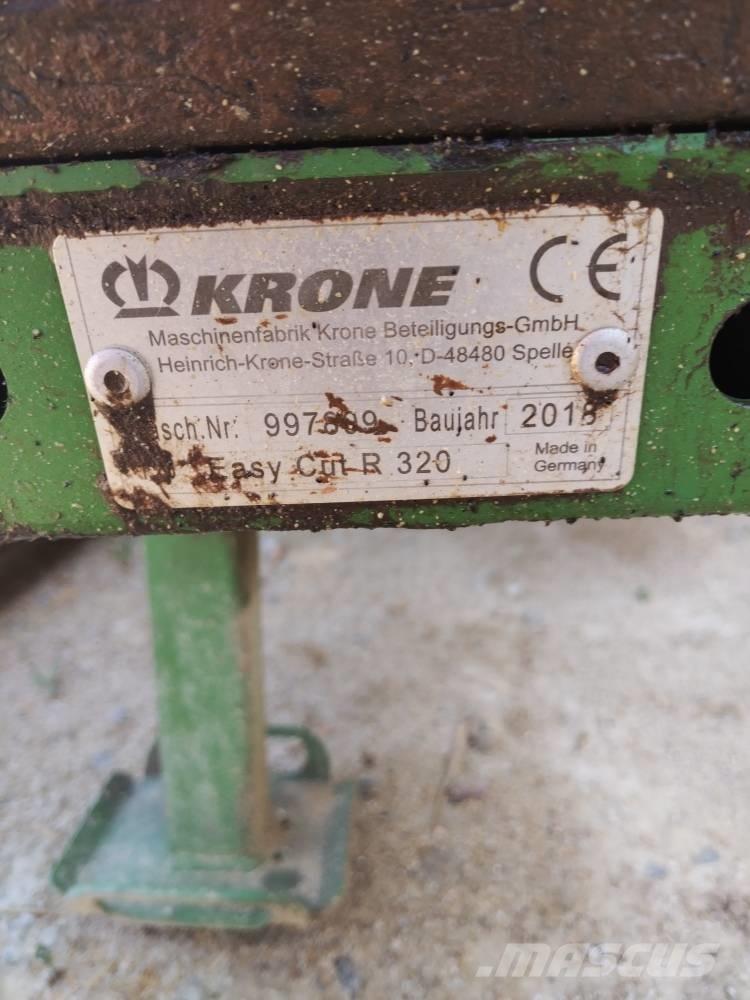 KRONE CE
Maschinenfabrik Krone Beteiligungs-GmbH
Heinrich-Krone-Straße 10, D-48480 Spelle
sch.Nr: Baujahr
Easy Cut R 320
Made in
Germany
MASCUS